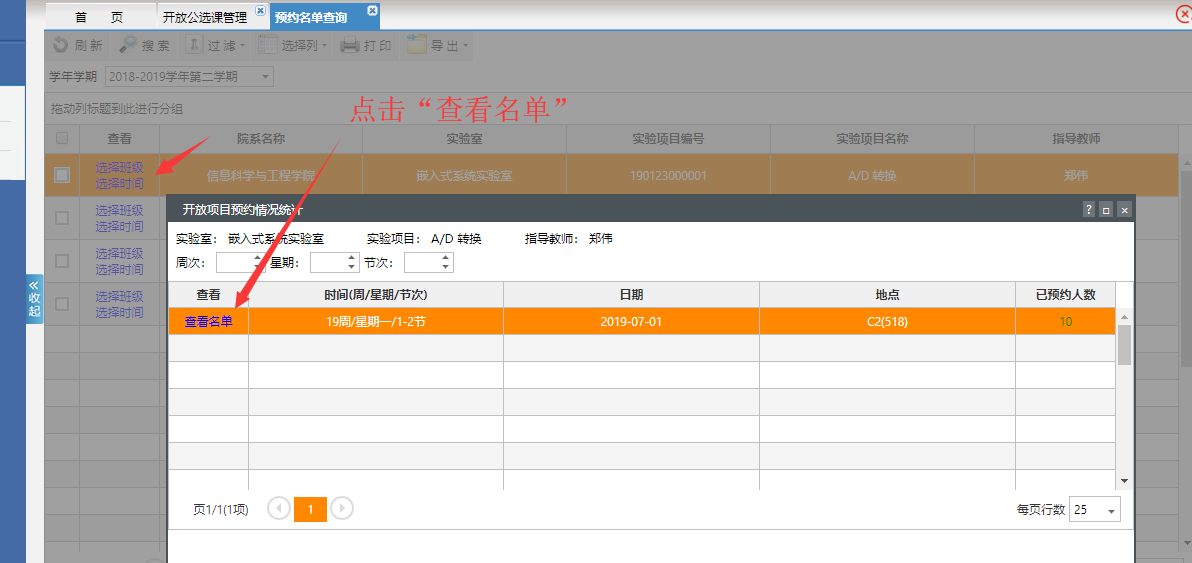 首 页 开放公选课管理 预约名单查询
刷 新 搜 索 过 滤 选择列 打 印 导 出
学年学期 2018-2019学年第二学期
拖动列标题到此进行分组
点击“查看名单”
查看 院系名称 实验室 实验项目编号 实验项目名称 指导教师
选择班级
选择时间 信息科学与工程学院 嵌入式系统实验室 190123000001 A/D 转换 郑伟
选择班级
选择时间
选择班级
选择时间
选择班级
选择时间
收起
开放项目预约情况统计
实验室： 嵌入式系统实验室 实验项目： A/D 转换 指导教师： 郑伟
周次： 星期： 节次：
查看 时间(周/星期/节次) 日期 地点 已预约人数
查看名单 19周/星期一/1-2节 2019-07-01 C2(518) 10
页1/1(1项) 1 每页行数 25